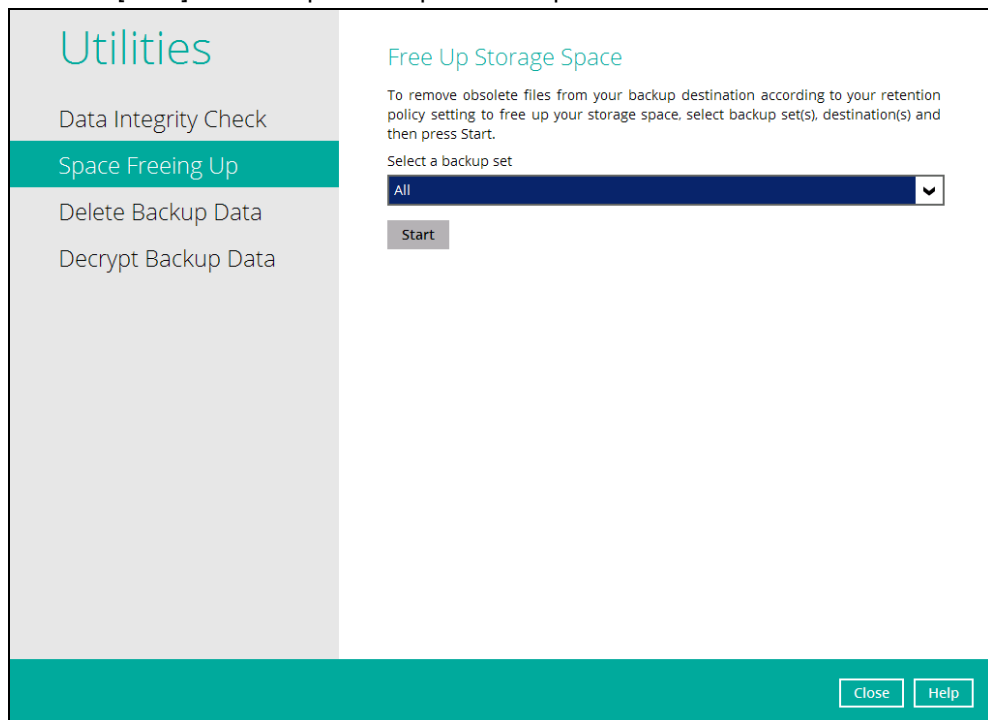 Utilities
Data Integrity Check
Space Freeing Up
Delete Backup Data
Decrypt Backup Data
Free Up Storage Space
To remove obsolete files from your backup destination according to your retention
policy setting to free up your storage space, select backup set(s), destination(s) and
then press Start.
Select a backup set
All
Start
Close
Help